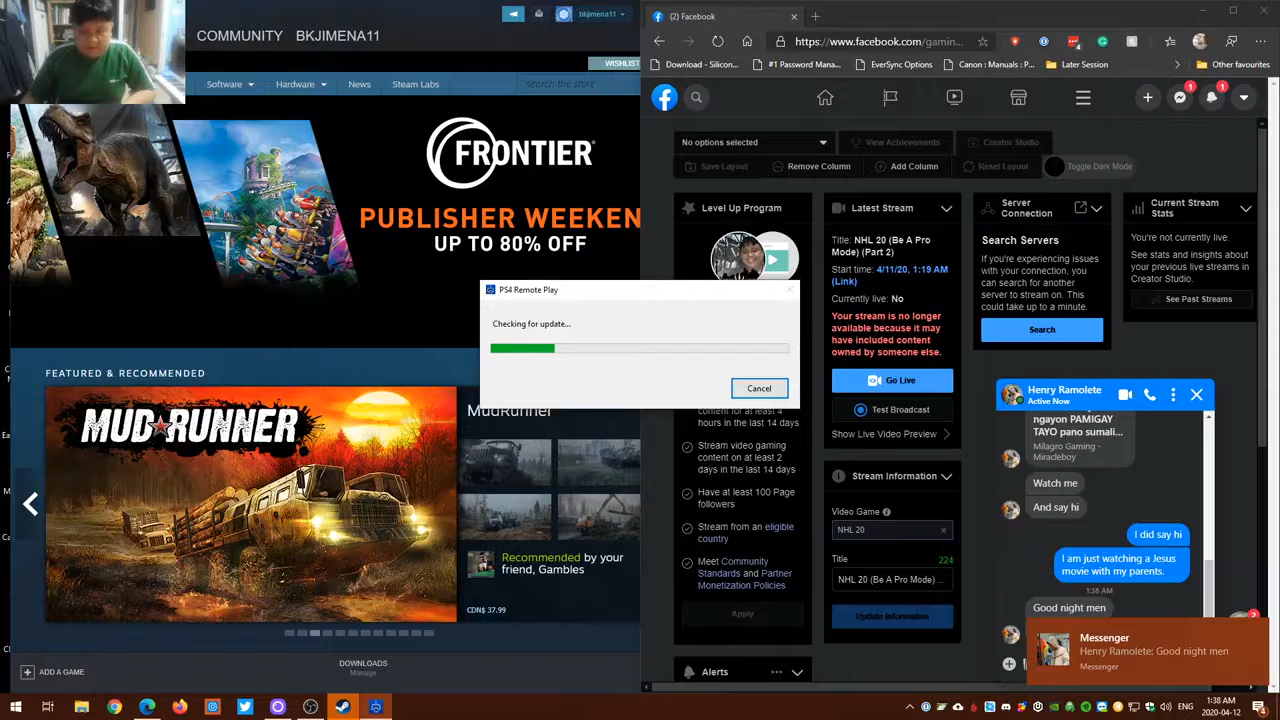 COMMUNITY
BKJIMENA11
bkjimena11
WISHLIST
Software
Hardware
News
Steam Labs
search the store
FRONTIER
PUBLISHER WEEKEN
UP TO 80% OFF
FEATURED & RECOMMENDED
MUDRUNNER
MudRunner
Recommended by your
friend, Gambles
CDN$ 37.99
ADD A GAME
DOWNLOADS
Manage
PS4 Remote Play
Checking for update...
Cancel
(2) Facebook
https://www.facebook.com/gamin...
Download - Silicon...
#1 Password Mana...
EverSync Options
Canon : Manuals : P...
Later Session
Other favourites
1
1
No options selected
View Achievements
Creator Studio
Save Layout
Remove Column
Add Column
Reset Layout
Toggle Dark Mode
Level Up Program
content for at least 4
hours in the last 14 days
Stream video gaming
content on at least 2
days in the last 14 days
Have at least 100 Page
followers
Stream from an eligible
country
Meet Community
Standards and Partner
Monetization Policies
Apply
Alerts
Latest Stream
Title: NHL 20 (Be A Pro
Mode) (Part 2)
Start time: 4/11/20, 1:19 AM
(Link)
Currently live: No
Your stream is no longer
available because it may
have included content
owned by someone else.
Go Live
Test Broadcast
Show Live Video Preview
Stream Information
Video Game
NHL 20
Title
224
NHL 20 (Be A Pro Mode) ...
Update Information
Server
Connection
Search Servers
If you're experiencing
issues with your connection,
you can search for another
server to stream on. This
could take up to a minute.
Search
Current Stream
Stats
You're not currently live.
See stats and insights about
your previous live streams in
Creator Studio.
See Past Streams
Henry Ramolete
Active Now
ngayon PAMIGAY
TAYO pano sumali...
Milagro Gaming -
Miracleboy
Watch me
And say hi
I did say hi
I am just watching a Jesus
movie with my parents.
1:38 AM
Good night men
Messenger
Henry Ramolete: Good night men
Messenger
1:38 AM
2020-04-12